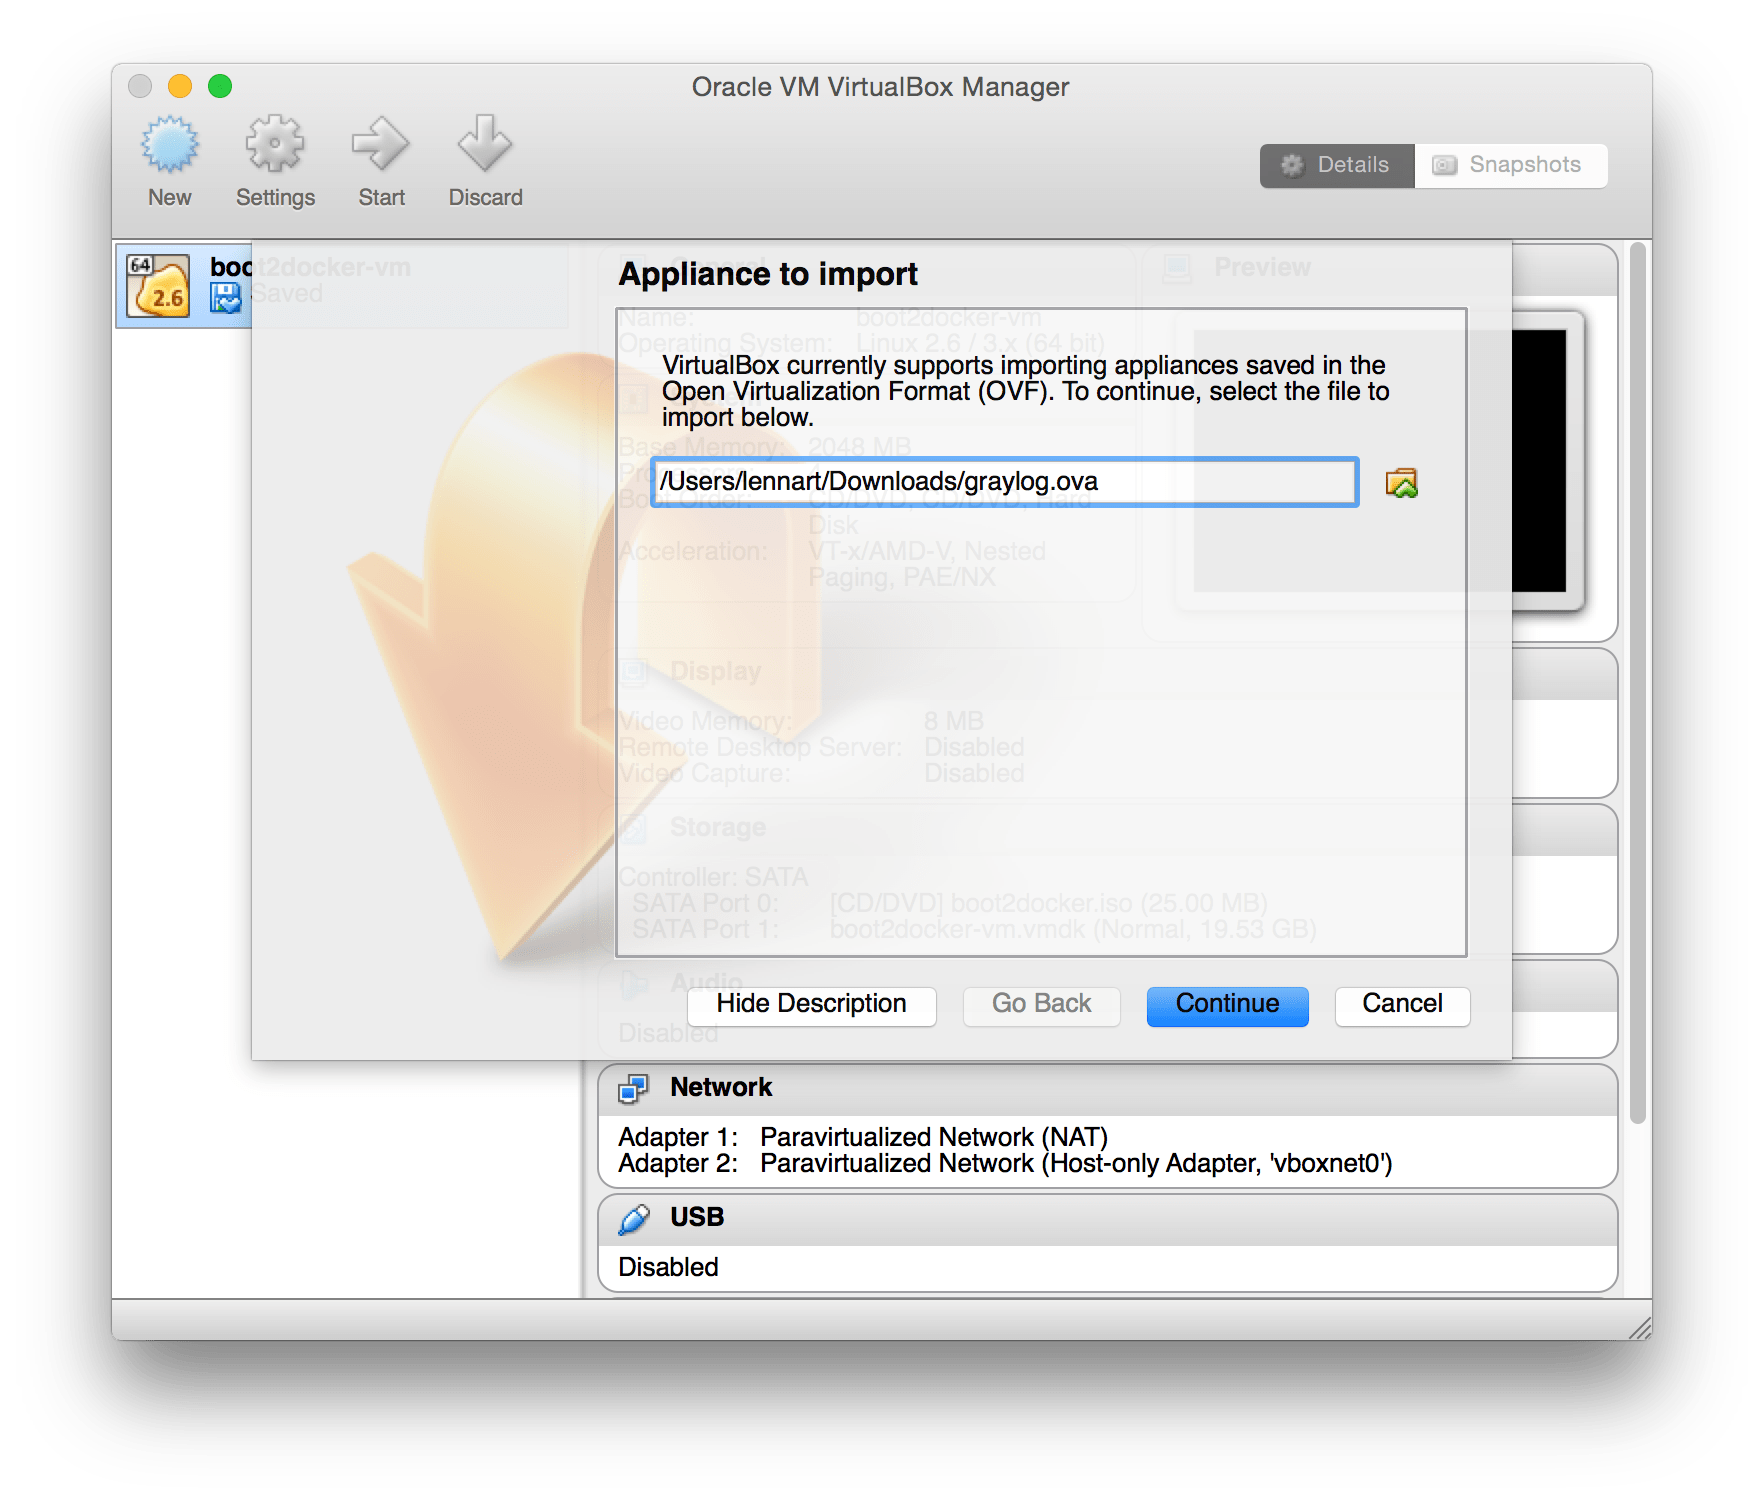 Oracle VM VirtualBox Manager
New
Settings
Start
Discard
Details
Snapshots
64
2.6
boot2docker-vm
Saved
General
Preview
Appliance to import
Name: boot2docker-vm
Operating System: Linux 2.6 / 3.x (64 bit)
VirtualBox currently supports importing appliances saved in the
Open Virtualization Format (OVF). To continue, select the file to
import below.
Base Memory: 2048 MB
/Users/lennart/Downloads/graylog.ova
Boot Order: CD/DVD, CD/DVD, Hard
Disk
Acceleration: VT-x/AMD-V, Nested
Paging, PAE/NX
Display
Video Memory: 8 MB
Remote Desktop Server: Disabled
Video Capture: Disabled
Storage
Controller: SATA
SATA Port 0: [CD/DVD] boot2docker.iso (25.00 MB)
SATA Port 1: boot2docker-vm.vmdk (Normal, 19.53 GB)
Audio
Hide Description
Go Back
Continue
Cancel
Disabled
Network
Adapter 1: Paravirtualized Network (NAT)
Adapter 2: Paravirtualized Network (Host-only Adapter, 'vboxnet0')
USB
Disabled